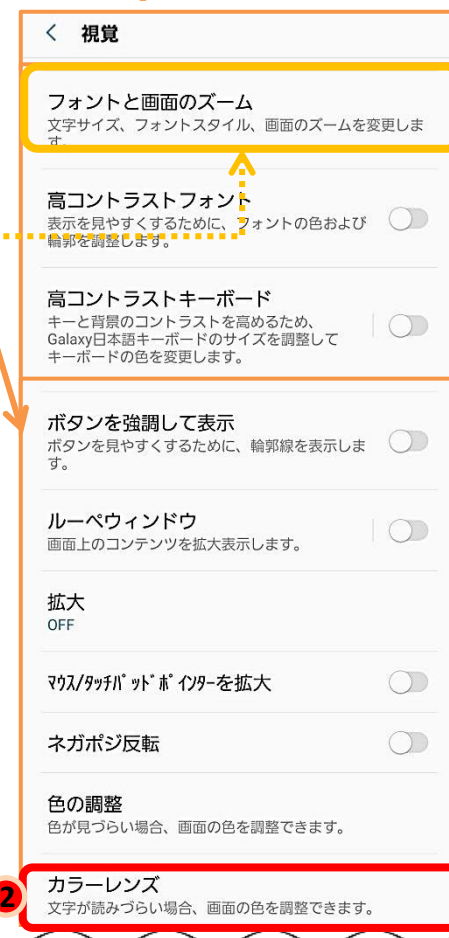 < 視覚
フォントと画面のズーム
文字サイズ、フォントスタイル、画面のズームを変更しま
す。
高コントラストフォント
表示を見やすくするために、フォントの色および
輪郭を調整します。
高コントラストキーボード
キーと背景のコントラストを高めるため、
Galaxy日本語キーボードのサイズを調整して
キーボードの色を変更します。
ボタンを強調して表示
ボタンを見やすくするために、輪郭線を表示しま
す。
ルーペウィンドウ
画面上のコンテンツを拡大表示します。
拡大
OFF
ﾏｳｽ/ﾀｯﾁﾊﾟｯﾄﾞﾎﾟｲﾝﾀｰを拡大
ネガポジ反転
色の調整
色が見づらい場合、画面の色を調整できます。
2
カラーレンズ
文字が読みづらい場合、画面の色を調整できます。